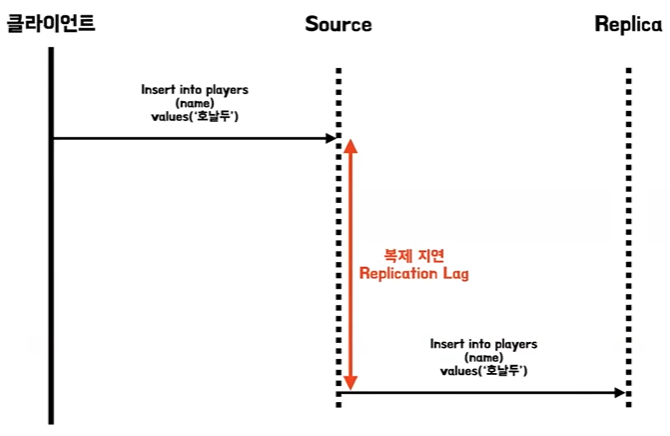 클라이언트
Source
Replica
Insert into players
(name)
values('호날두')
복제 지연
Replication Lag
Insert into players
(name)
values('호날두')